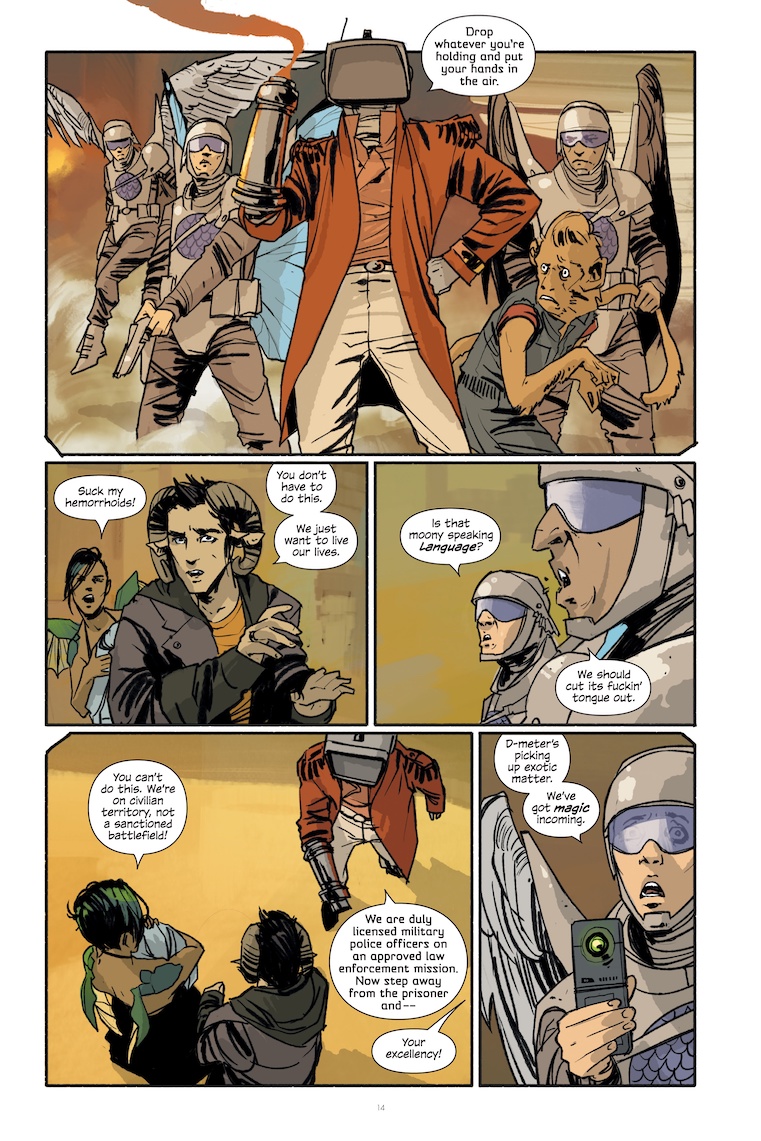 Drop
whatever you're
holding and put
your hands in
the air.
Suck my
hemorrhoids!
You don't
have to
do this.
We just
want to live
our lives.
Is that
moony speaking
Language?
We should
cut its fuckin'
tongue out.
You can't
do this. We're
on civilian
territory, not
a sanctioned
battlefield!
We are duly
licensed military
police officers on
an approved law
enforcement mission.
Now step away
from the prisoner
and--
Your
excellency!
D-meter's
picking
up exotic
matter.
We've
got magic
incoming.
14